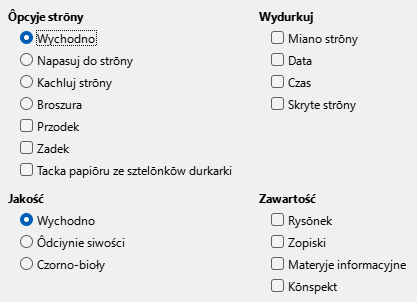 Ôpcyje strōny
Wychodno
Napasuj do strōny
Kachluj strōny
Broszura
Przodek
Zadek
Tacka papiōru ze sztelōnkōw durkarki
Wydurkuj
Miano strōny
Data
Czas
Skryte strōny
Jakość
Wychodno
Ôdciynie siwości
Czorno-bioły
Zawartość
Rysōnek
Zopiski
Materyje informacyjne
Kōnspekt